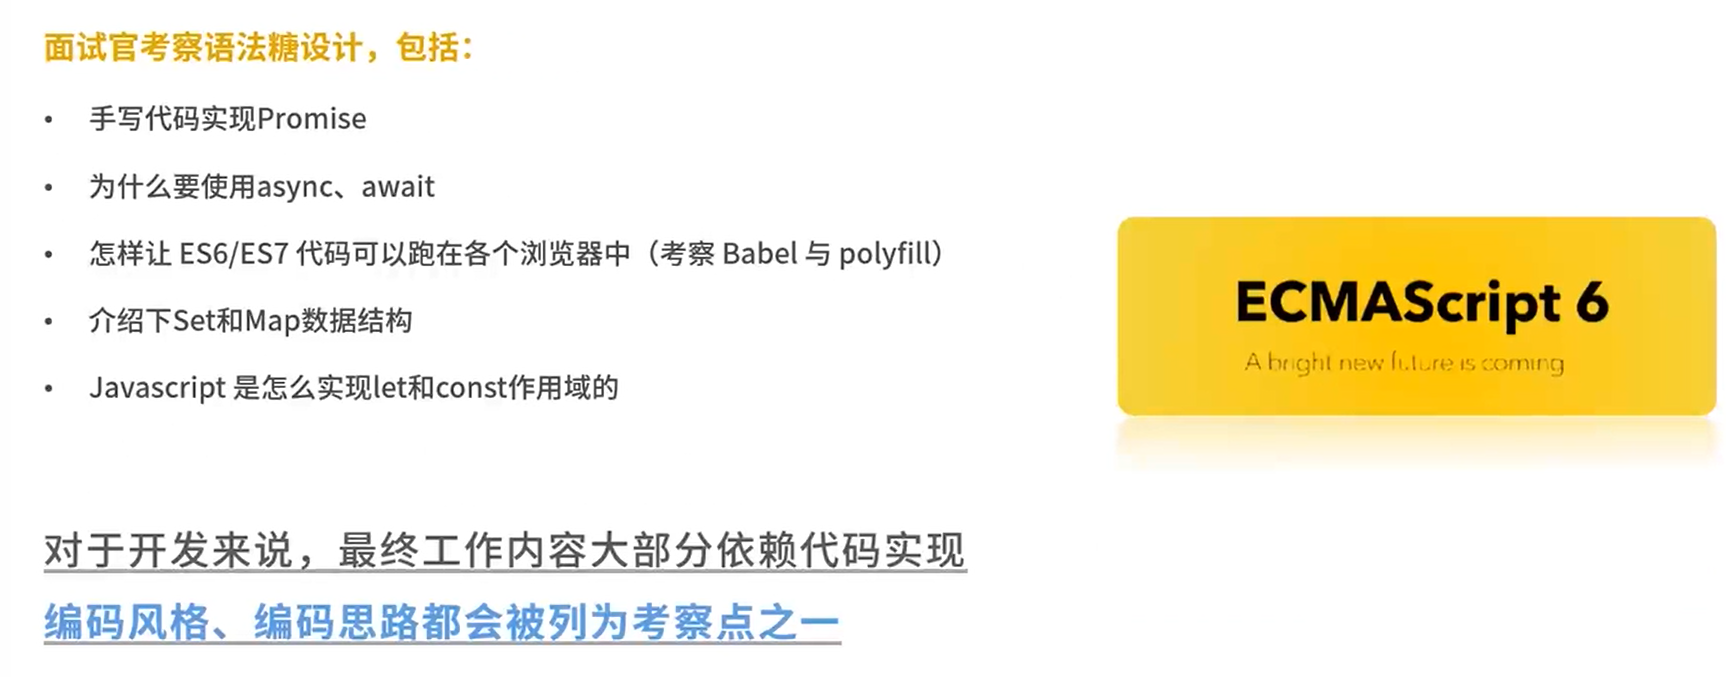 面试官考察语法糖设计，包括：
• 手写代码实现Promise
• 为什么要使用async、await
• 怎样让 ES6/ES7 代码可以跑在各个浏览器中（考察 Babel 与 polyfill）
• 介绍下Set和Map数据结构
• Javascript 是怎么实现let和const作用域的
ECMAScript 6
A bright new future is coming
对于开发来说，最终工作内容大部分依赖代码实现
编码风格、编码思路都会被列为考察点之一